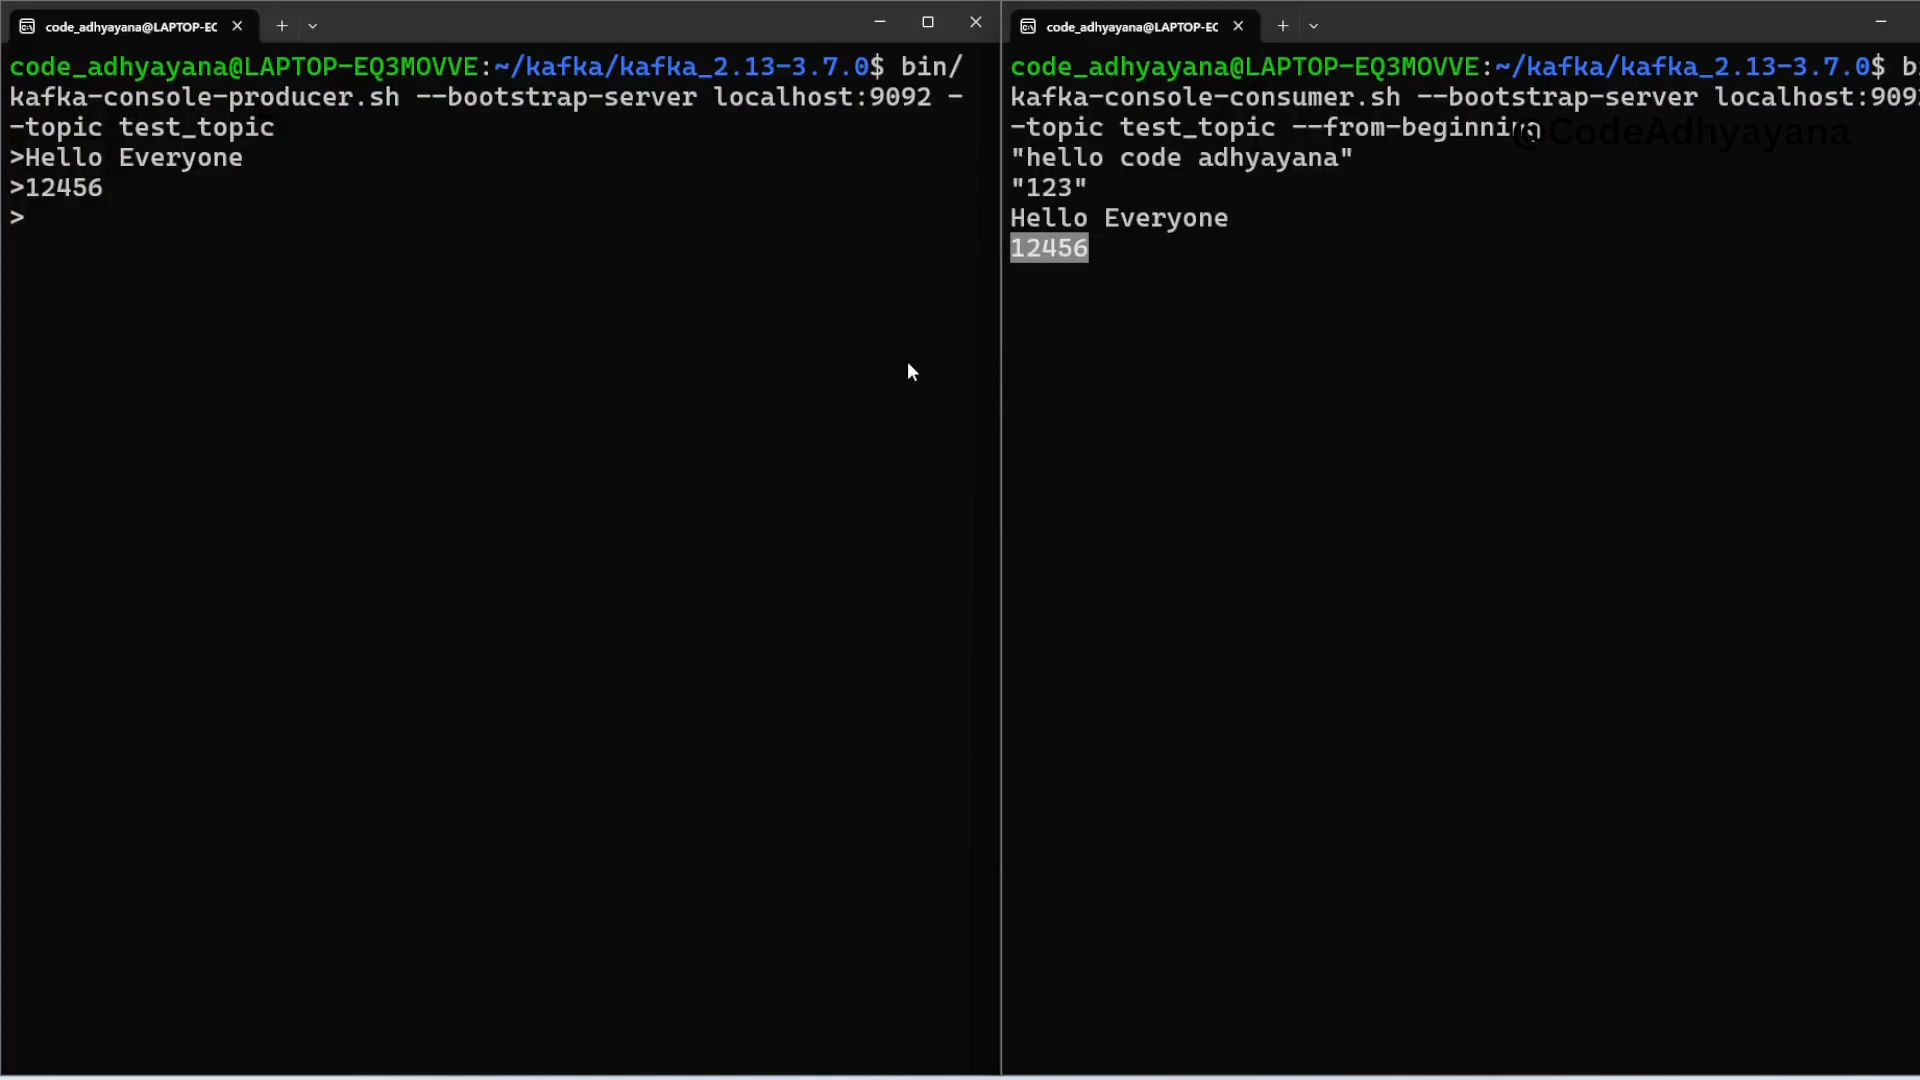 code_adhyayana@LAPTOP-EC
code_adhyayana@LAPTOP-EQ3MOVVE:~/kafka/kafka_2.13-3.7.0$ bin/
kafka-console-producer.sh --bootstrap-server localhost:9092 -
-topic test_topic
>Hello Everyone
>12456
>
code_adhyayana@LAPTOP-EC
code_adhyayana@LAPTOP-EQ3MOVVE:~/kafka/kafka_2.13-3.7.0$ b
kafka-console-consumer.sh --bootstrap-server localhost:909
-topic test_topic --from-beginning
@CodeAdhyayana
"hello code adhyayana"
"123"
Hello Everyone
12456